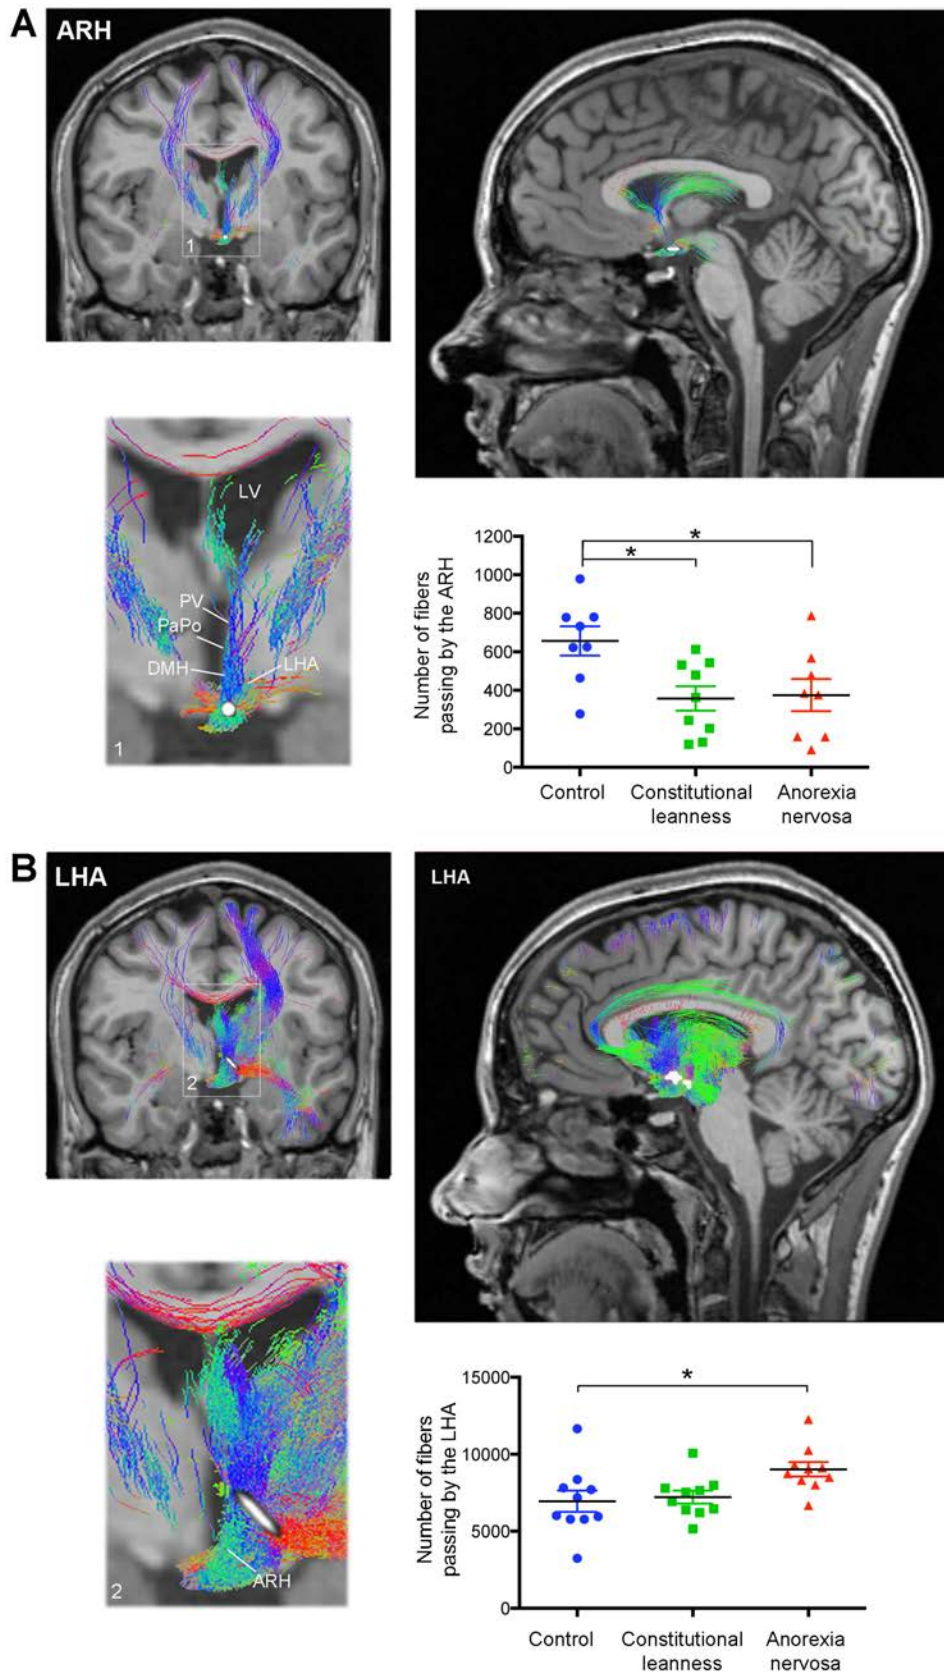 A
ARH
1
LV
PV
PaPo
DMH
LHA
1
Number of fibers
passing by the ARH
1200
1000
800
600
400
200
0
*
*
Control
Constitutional
leanness
Anorexia
nervosa
B
LHA
2
LHA
ARH
2
Number of fibers
passing by the LHA
15000
10000
5000
0
*
Control
Constitutional
leanness
Anorexia
nervosa